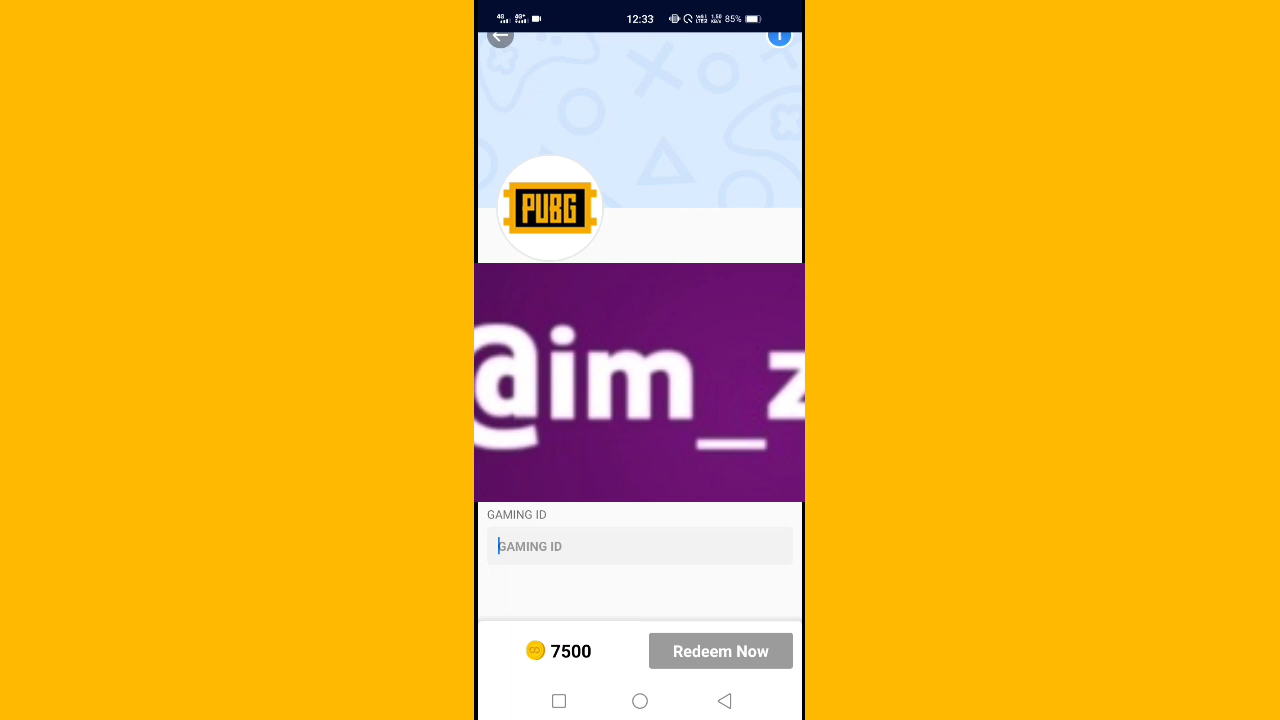 12:33
85%
PUBG
@im_z
GAMING ID
GAMING ID
7500
Redeem Now